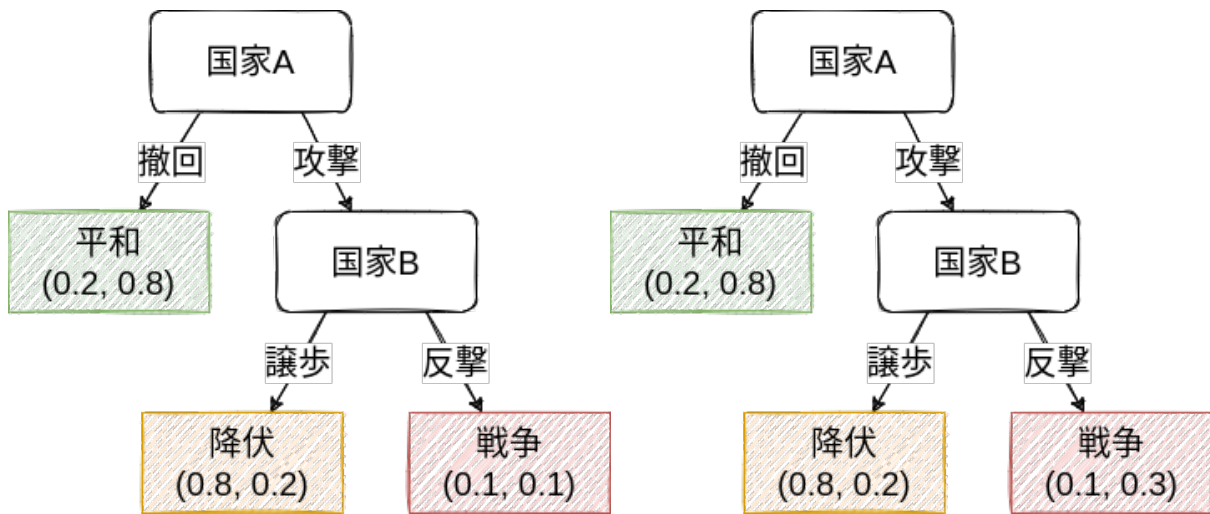 国家A
撤回
攻撃
平和
(0.2, 0.8)
国家B
譲歩
反撃
降伏
(0.8, 0.2)
戦争
(0.1, 0.1)
国家A
撤回
攻撃
平和
(0.2, 0.8)
国家B
譲歩
反撃
降伏
(0.8, 0.2)
戦争
(0.1, 0.3)